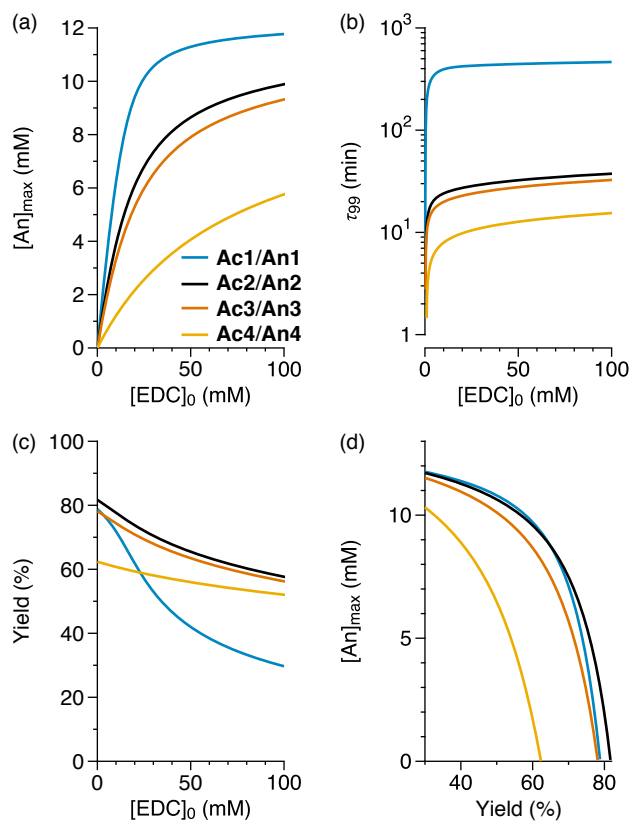 (a)
12
10
8
6
4
2
0
[An]max (mM)
Ac1/An1
Ac2/An2
Ac3/An3
Ac4/An4
0 50 100
[EDC]0 (mM)
(b)
10³
10²
10¹
1
τ99 (min)
0 50 100
[EDC]0 (mM)
(c)
100
80
60
40
20
0
Yield (%)
0 50 100
[EDC]0 (mM)
(d)
10
5
0
[An]max (mM)
40 60 80
Yield (%)